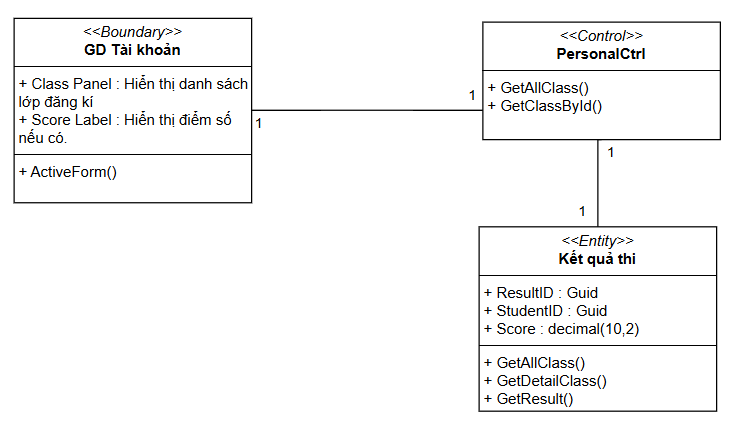 <<Boundary>>
GD Tài khoản
+ Class Panel : Hiển thị danh sách
lớp đăng kí
+ Score Label : Hiển thị điểm số
nếu có.
+ ActiveForm()
1
1
<<Control>>
PersonalCtrl
+ GetAllClass()
+ GetClassById()
1
1
<<Entity>>
Kết quả thi
+ ResultID : Guid
+ StudentID : Guid
+ Score : decimal(10,2)
+ GetAllClass()
+ GetDetailClass()
+ GetResult()